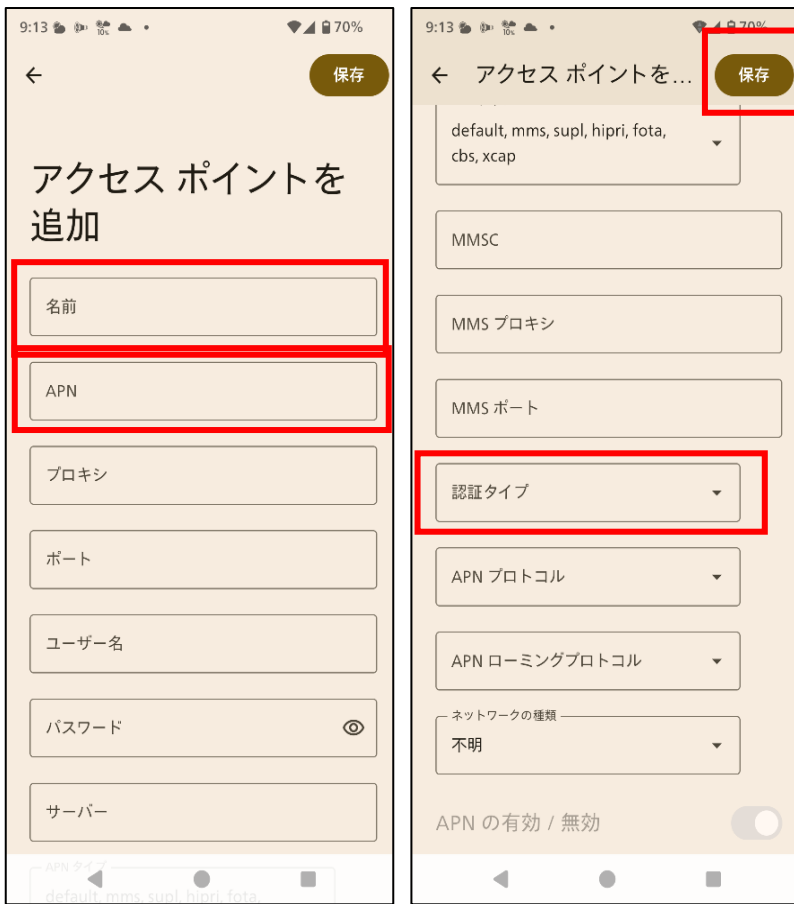 9:13
10%
70%
保存
アクセス ポイントを
追加
名前
APN
プロキシ
ポート
ユーザー名
パスワード
サーバー
APN タイプ
default, mms, supl, hipri, fota,
9:13
10%
70%
アクセス ポイントを...
保存
default, mms, supl, hipri, fota,
cbs, xcap
MMSC
MMS プロキシ
MMS ポート
認証タイプ
APN プロトコル
APN ローミングプロトコル
ネットワークの種類
不明
APN の有効 / 無効